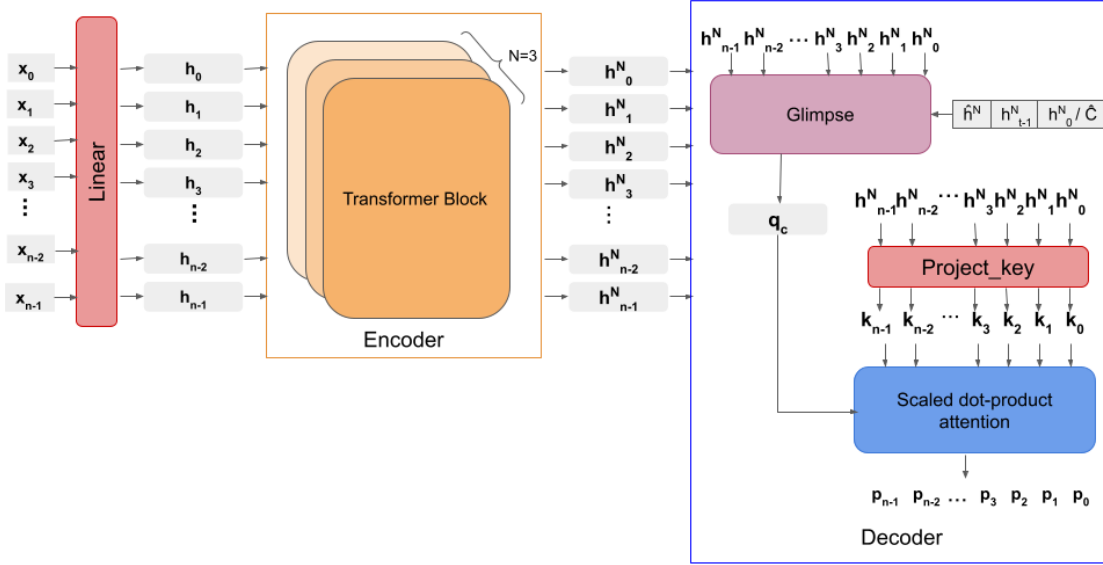 x0
x1
x2
x3
⋮
xn-2
xn-1
Linear
h0
h1
h2
h3
⋮
hn-2
hn-1
N=3
Transformer Block
Encoder
hN0
hN1
hN2
hN3
⋮
hNn-2
hNn-1
hNn-1 hNn-2 ··· hN3 hN2 hN1 hN0
Glimpse
ĥN hNt-1 hN0 / Ĉ
qc
hNn-1 hNn-2 ··· hN3 hN2 hN1 hN0
Project_key
kn-1 kn-2 ··· k3 k2 k1 k0
Scaled dot-product
attention
pn-1 pn-2 ... p3 p2 p1 p0
Decoder